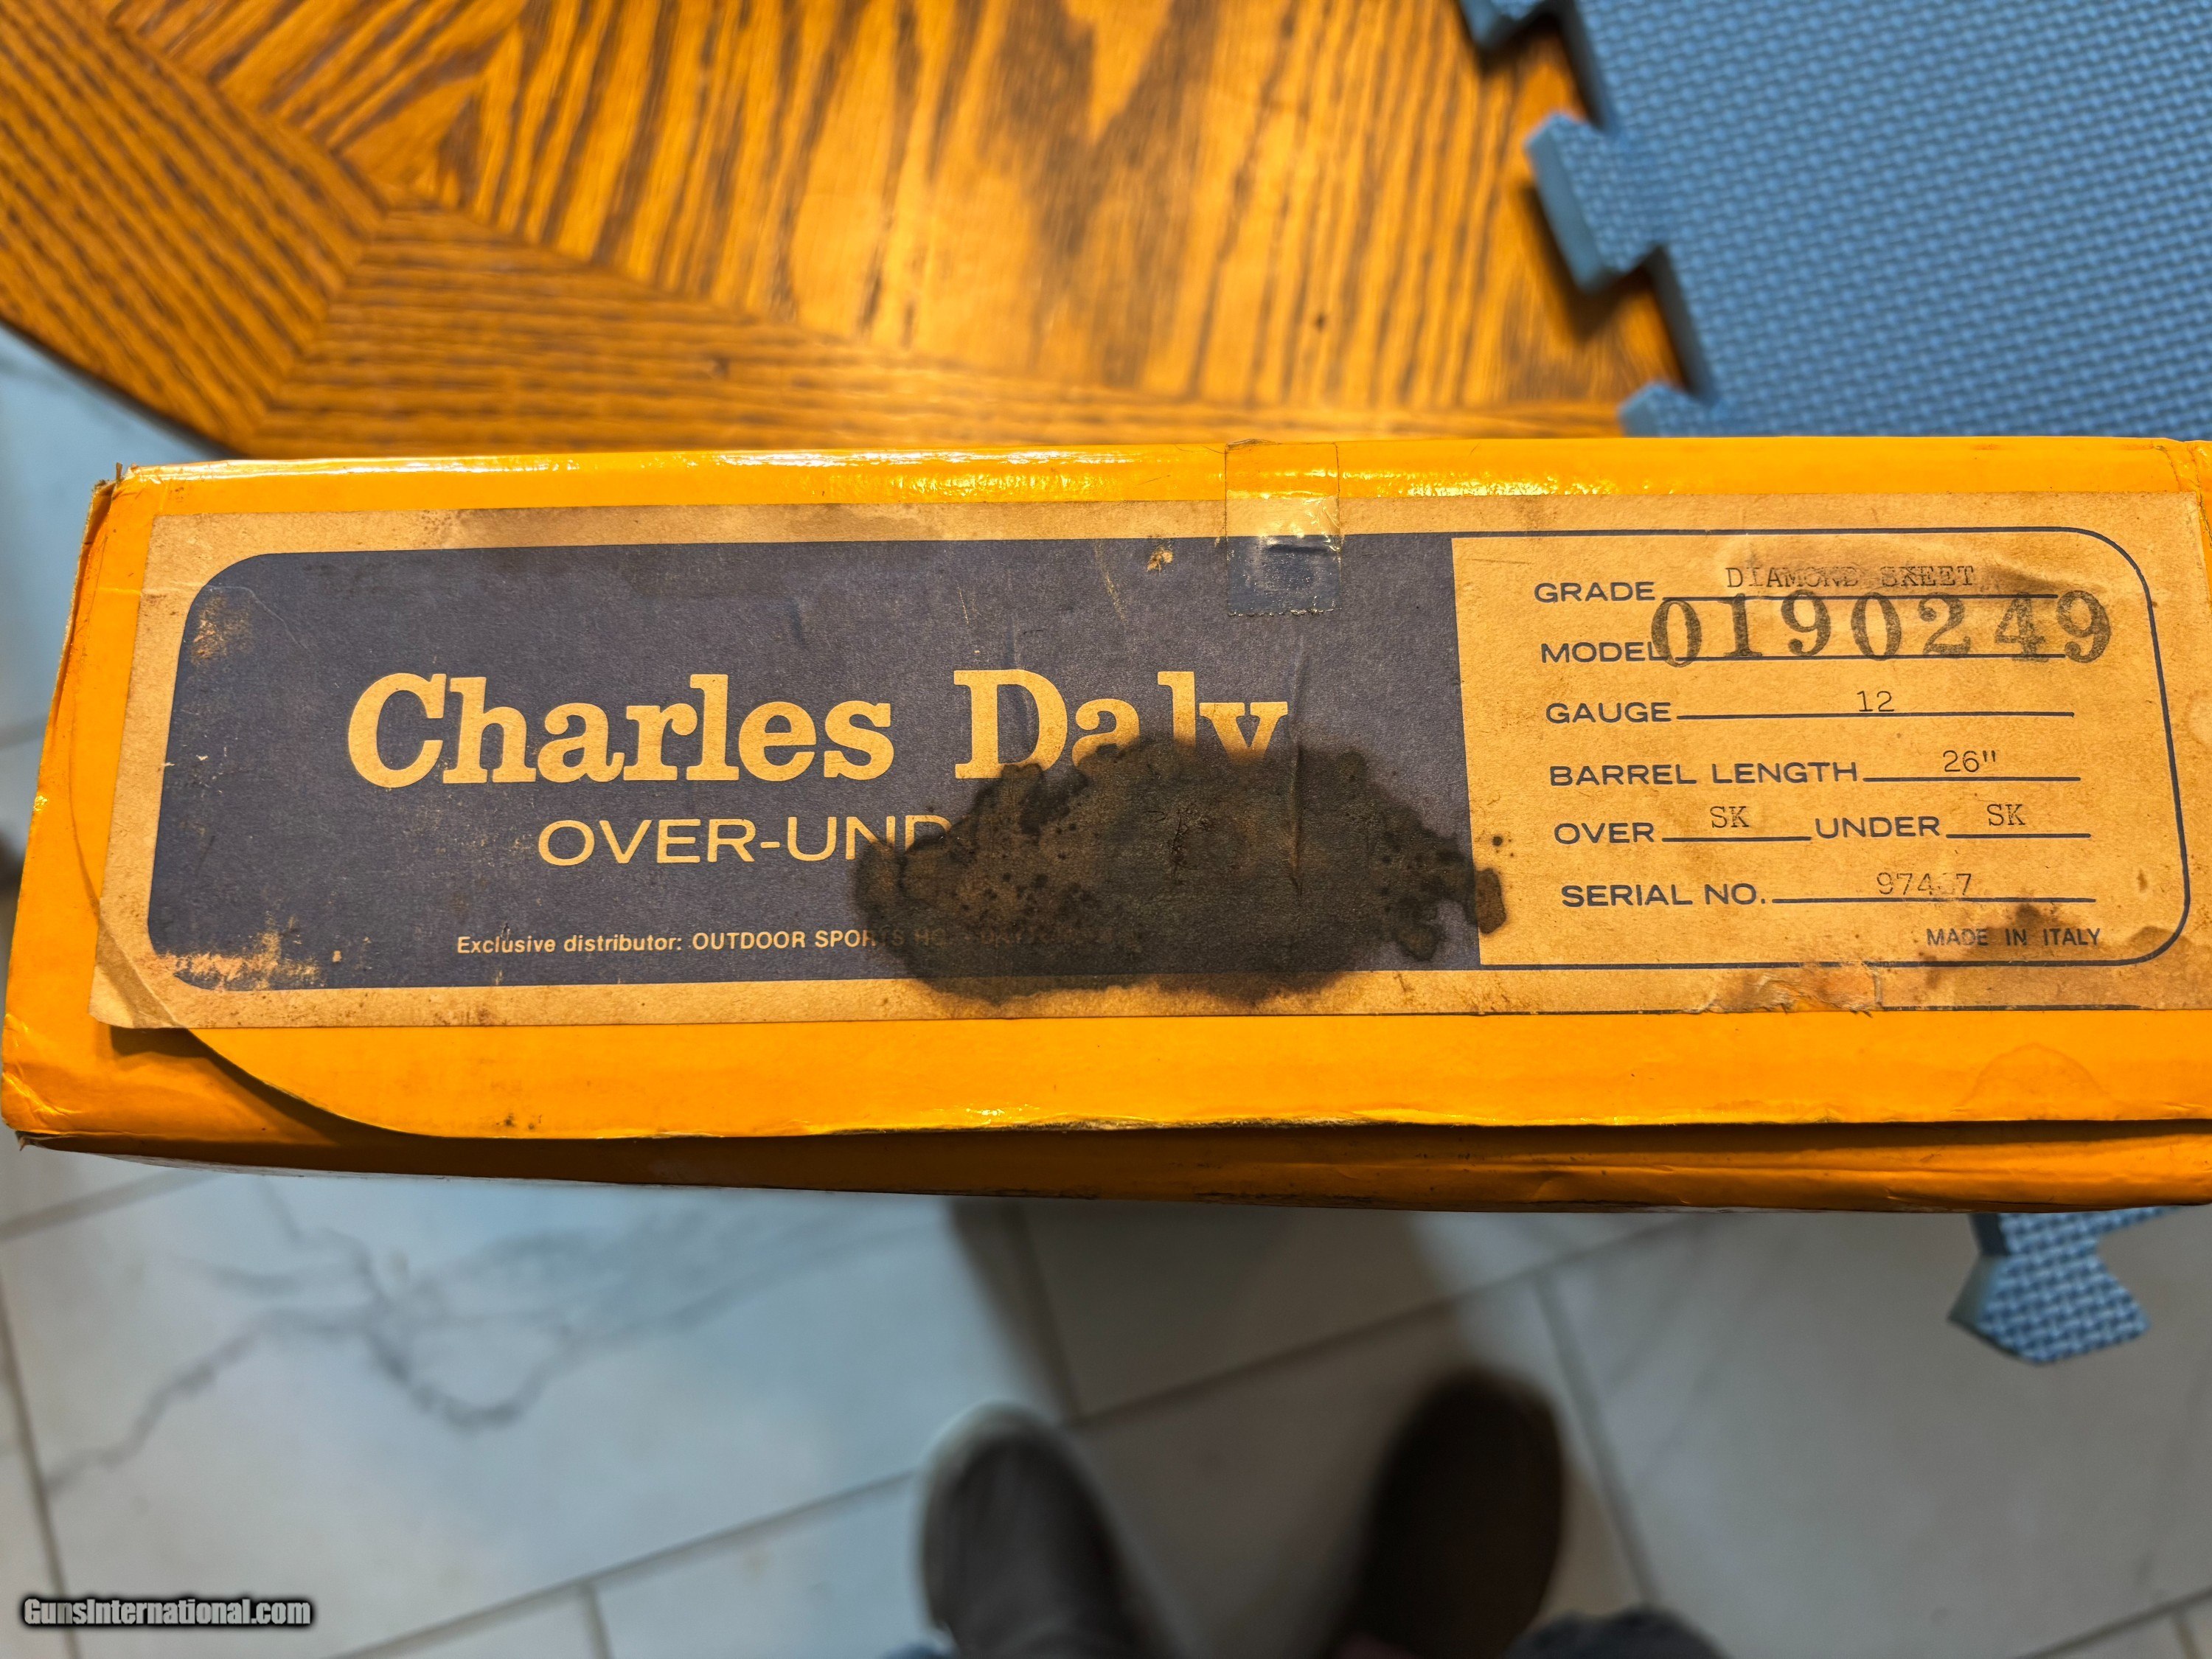 Charles Daly
OVER-UND
Exclusive distributor: OUTDOOR SPORTS
GRADE DIAMOND SKEET
MODEL 0190249
GAUGE 12
BARREL LENGTH 26"
OVER SK UNDER SK
SERIAL NO.
MADE IN ITALY
GunsInternational.com